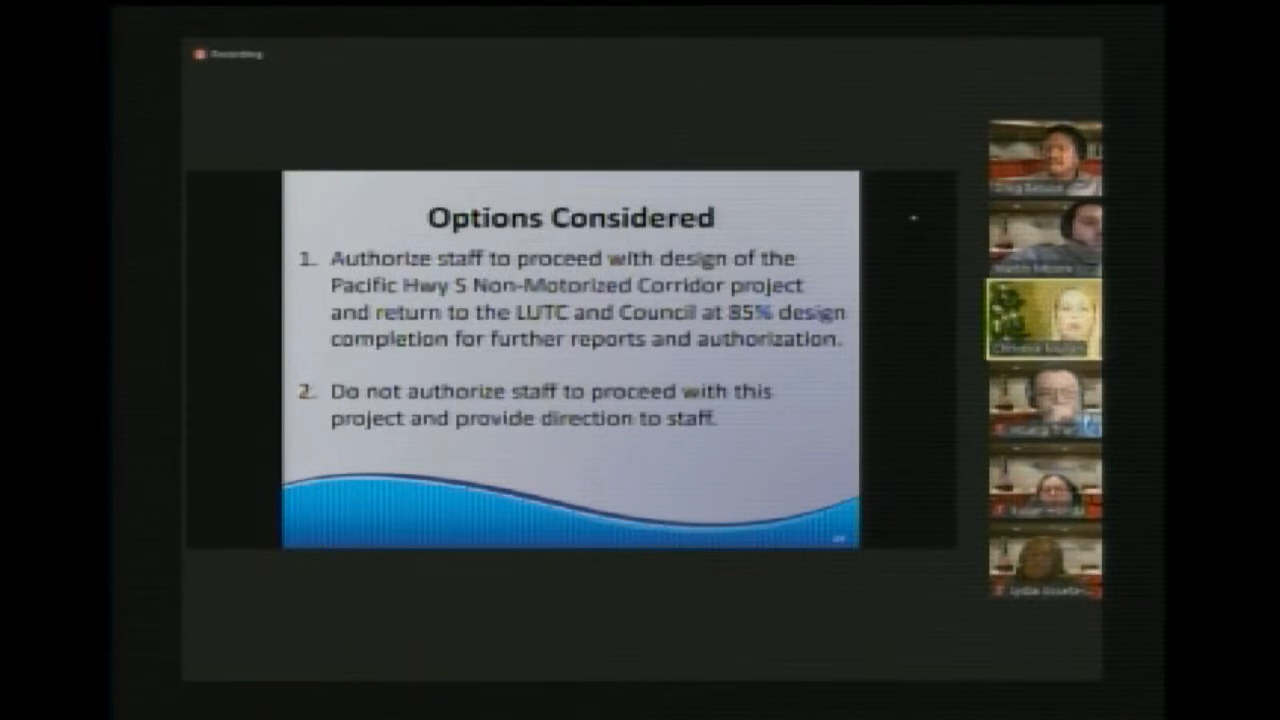 Recording
Options Considered
1. Authorize staff to proceed with design of the
Pacific Hwy S Non-Motorized Corridor project
and return to the LUTC and Council at 85% design
completion for further reports and authorization.
2. Do not authorize staff to proceed with this
project and provide direction to staff.
Lydia